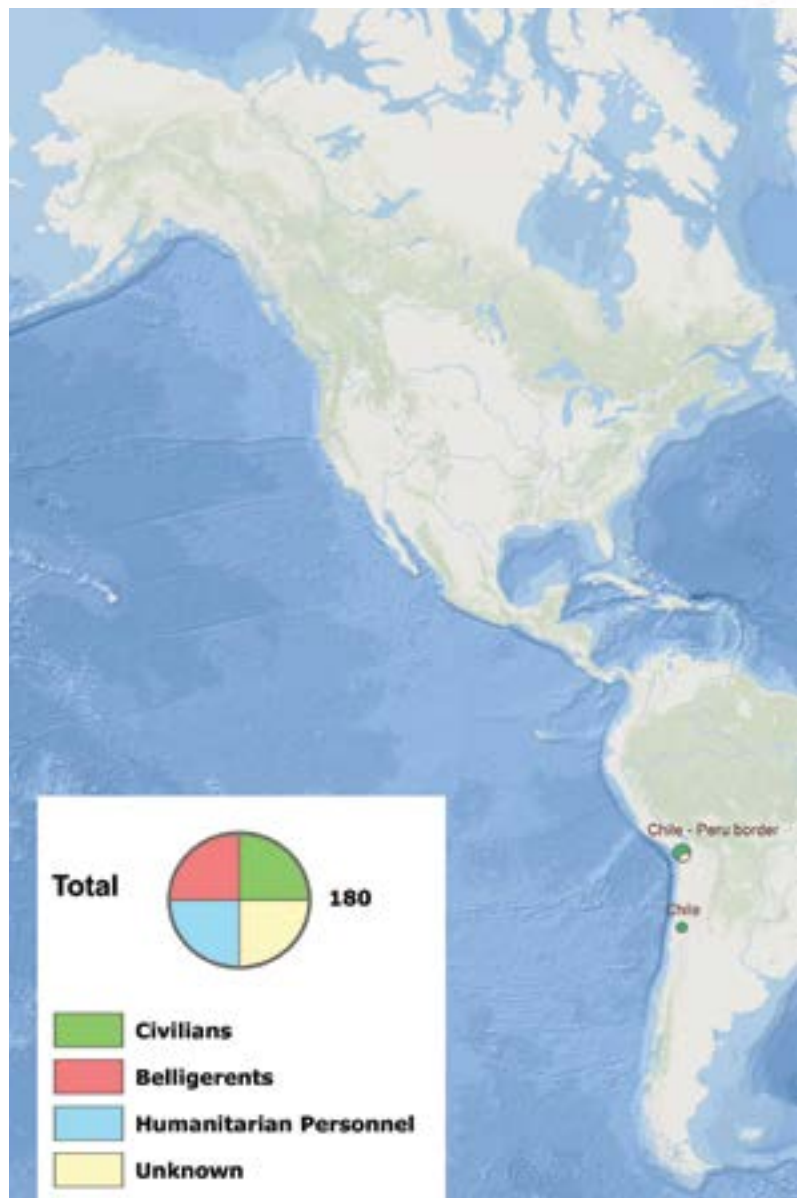 Chile - Peru border
Chile
Total
180
Civilians
Belligerents
Humanitarian Personnel
Unknown